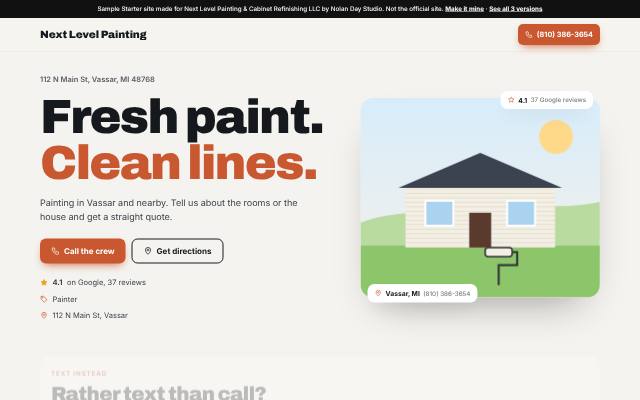 Sample Starter site made for Next Level Painting & Cabinet Refinishing LLC by Nolan Day Studio. Not the official site. Make it mine · See all 3 versions
Next Level Painting
(810) 386-3654
112 N Main St, Vassar, MI 48768
Fresh paint.
Clean lines.
Painting in Vassar and nearby. Tell us about the rooms or the
house and get a straight quote.
Call the crew
Get directions
4.1 on Google, 37 reviews
Painter
112 N Main St, Vassar
4.1 37 Google reviews
Vassar, MI (810) 386-3654
TEXT INSTEAD
Rather text than call?